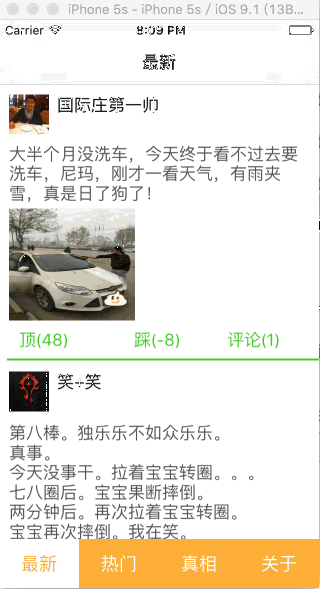 iPhone 5s - iPhone 5s / iOS 9.1 (13B...
Carrier 8:09 PM
最新
国际庄第一帅
大半个月没洗车，今天终于看不过去要
洗车，尼玛，刚才一看天气，有雨夹
雪，真是日了狗了！
顶(48) 踩(-8) 评论(1)
笑÷笑
第八棒。独乐乐不如众乐乐。
真事。
今天没事干。拉着宝宝转圈。。。
七八圈后。宝宝果断摔倒。
两分钟后。再次拉着宝宝转圈。
宝宝再次摔倒。我在笑。
最新 热门 真相 关于